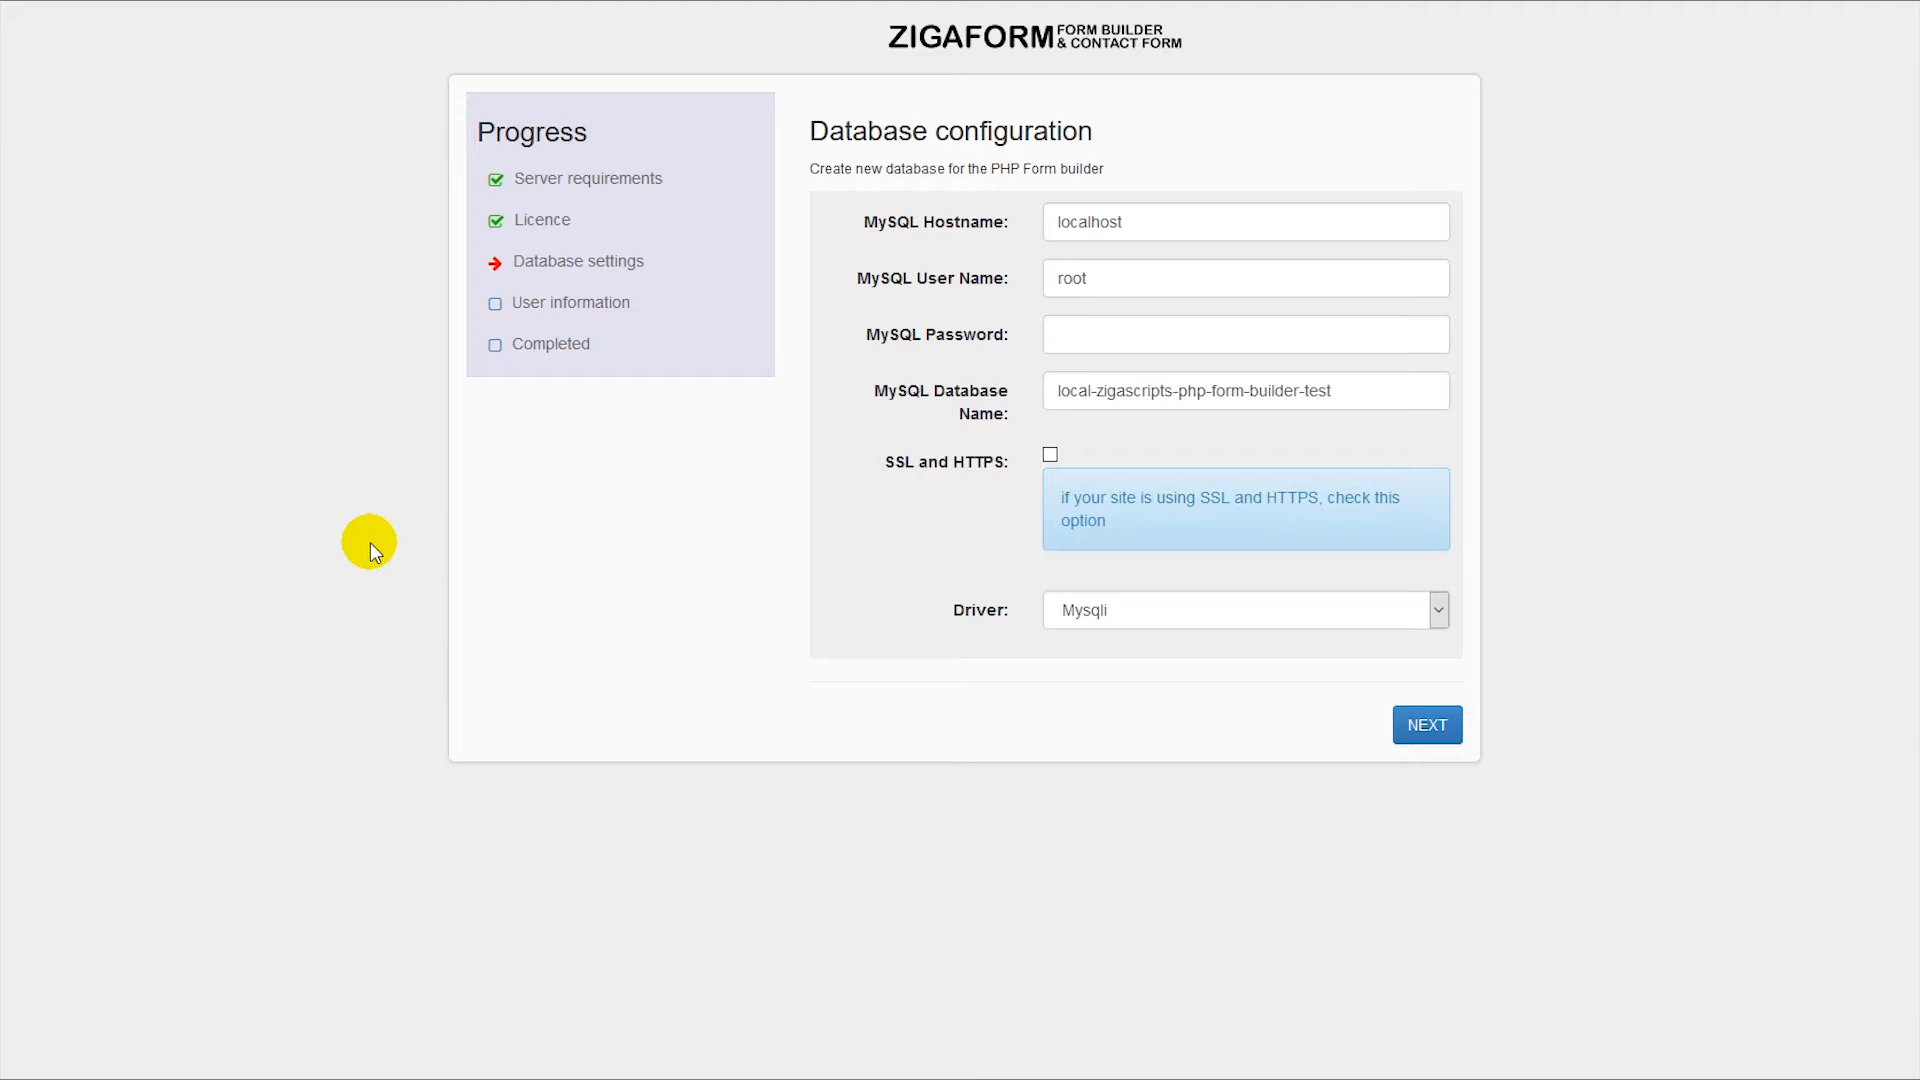 ZIGAFORM FORM BUILDER
& CONTACT FORM
Progress
Server requirements
Licence
Database settings
User information
Completed
Database configuration
Create new database for the PHP Form builder
MySQL Hostname: localhost
MySQL User Name: root
MySQL Password:
MySQL Database
Name:
local-zigascripts-php-form-builder-test
SSL and HTTPS:
if your site is using SSL and HTTPS, check this
option
Driver: Mysqli
NEXT